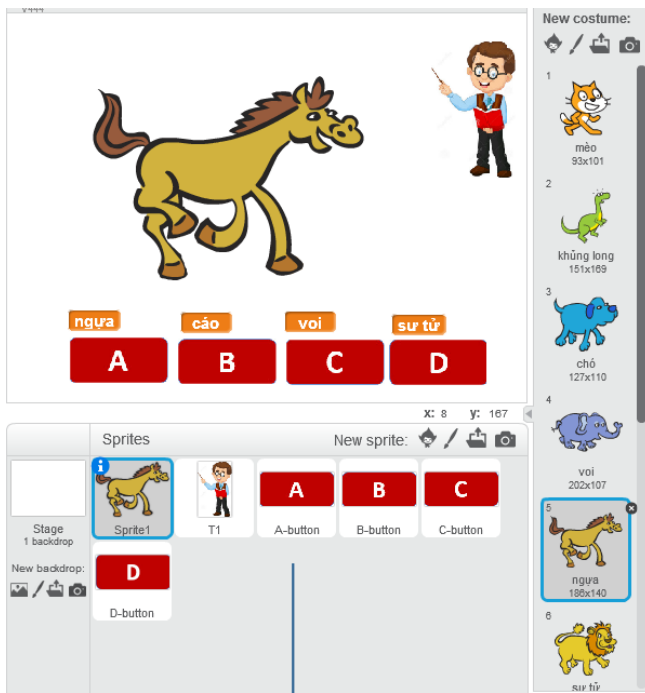 New costume:
1
mèo
93x101
2
khủng long
151x169
3
chó
127x110
4
voi
202x107
5
ngựa
186x140
6
sư tử
ngựa
cáo
voi
sư tử
A
B
C
D
x: 8 y: 167
Sprites
New sprite:
Stage
1 backdrop
New backdrop:
Sprite1
T1
A
A-button
B
B-button
C
C-button
D
D-button